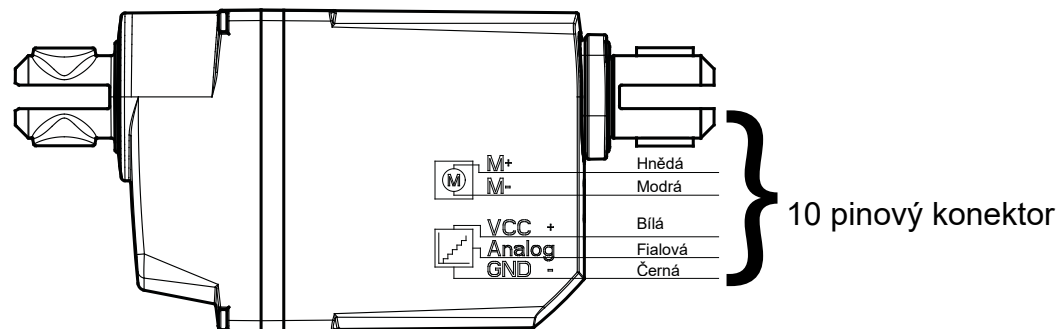 M+ Hnědá
M M- Modrá
VCC + Bílá
Analog Fialová
GND - Černá
10 pinový konektor